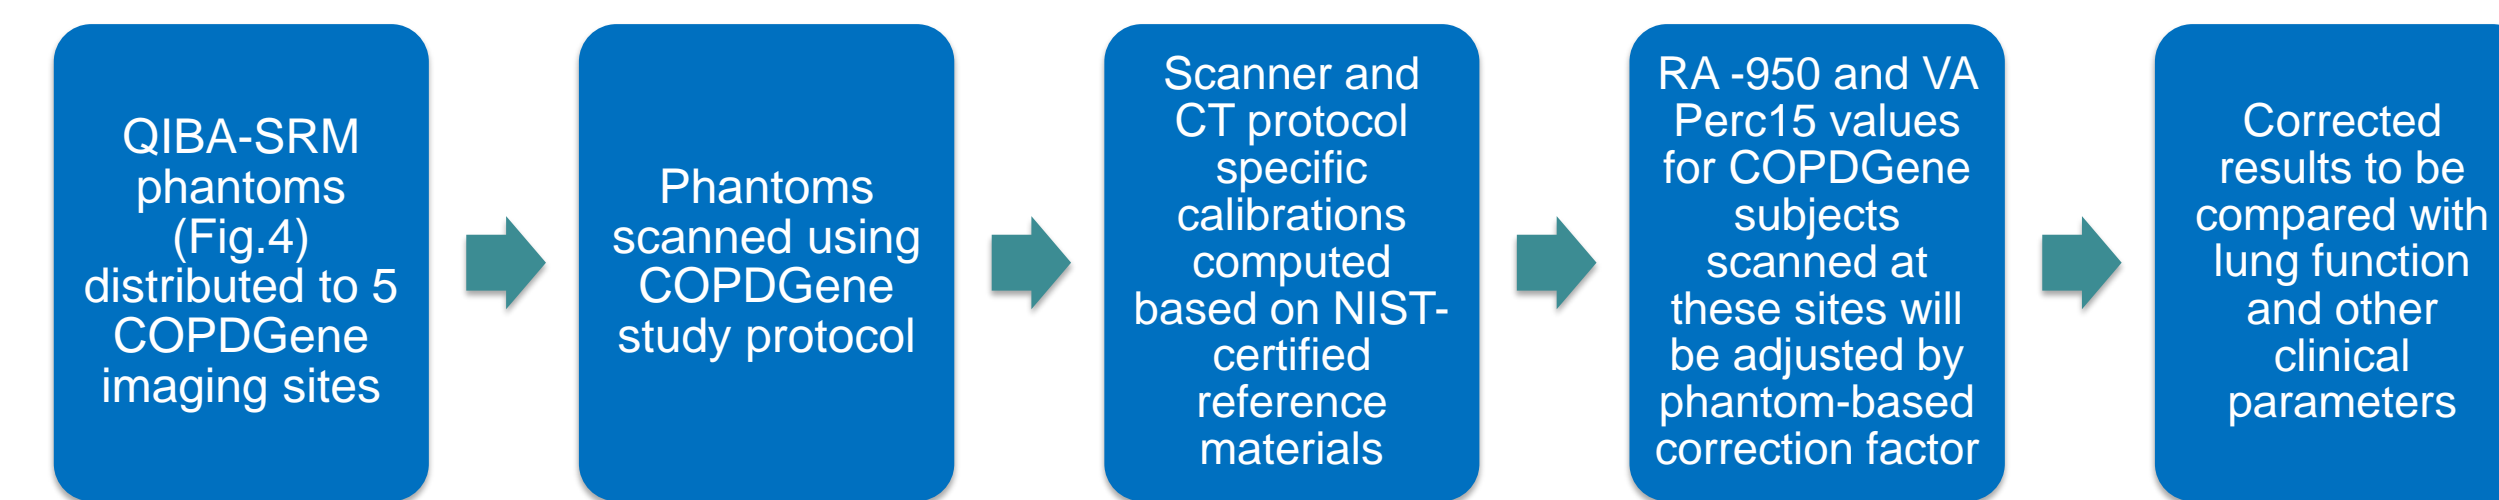 QIBA-SRM
phantoms
(Fig.4)
distributed to 5
COPDGene
imaging sites
Phantoms
scanned using
COPDGene
study protocol
Scanner and
CT protocol
specific
calibrations
computed
based on NIST-
certified
reference
materials
RA -950 and VA
Perc15 values
for COPDGene
subjects
scanned at
these sites will
be adjusted by
phantom-based
correction factor
Corrected
results to be
compared with
lung function
and other
clinical
parameters